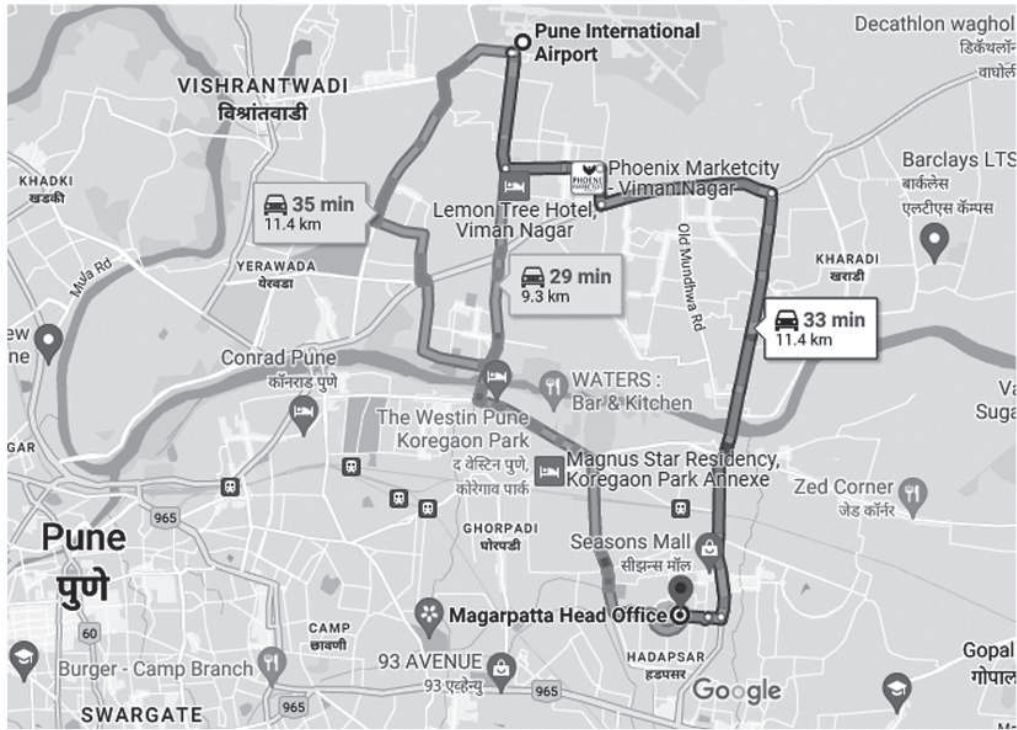 Pune International
Airport
Decathlon waghol
डिकॅथलॉन
वाघोली
VISHRANTWADI
विश्रांतवाडी
KHADKI
खडकी
Phoenix Marketcity
- Viman Nagar
Barclays LTS
बार्कलेस
एलटीएस कॅम्पस
35 min
11.4 km
Lemon Tree Hotel,
Viman Nagar
Old Mundhwa Rd
KHARADI
खराडी
YERAWADA
येरवडा
Mula Rd
29 min
9.3 km
33 min
11.4 km
ew
ne
Conrad Pune
कॉनराड पुणे
WATERS :
Bar & Kitchen
Va
Suga
The Westin Pune
Koregaon Park
द वेस्टिन पुणे,
कोरेगाव पार्क
GAR
Magnus Star Residency,
Koregaon Park Annexe
Zed Corner
जेड कॉर्नर
965
Pune
पुणे
GHORPADI
घोरपडी
Seasons Mall
सीझन्स मॉल
Magarpatta Head Office
60
CAMP
छावणी
HADAPSAR
हडपसर
Gopal
गोपाल
Burger - Camp Branch
93 AVENUE
93 एव्हेन्यु
965
Google
965
SWARGATE